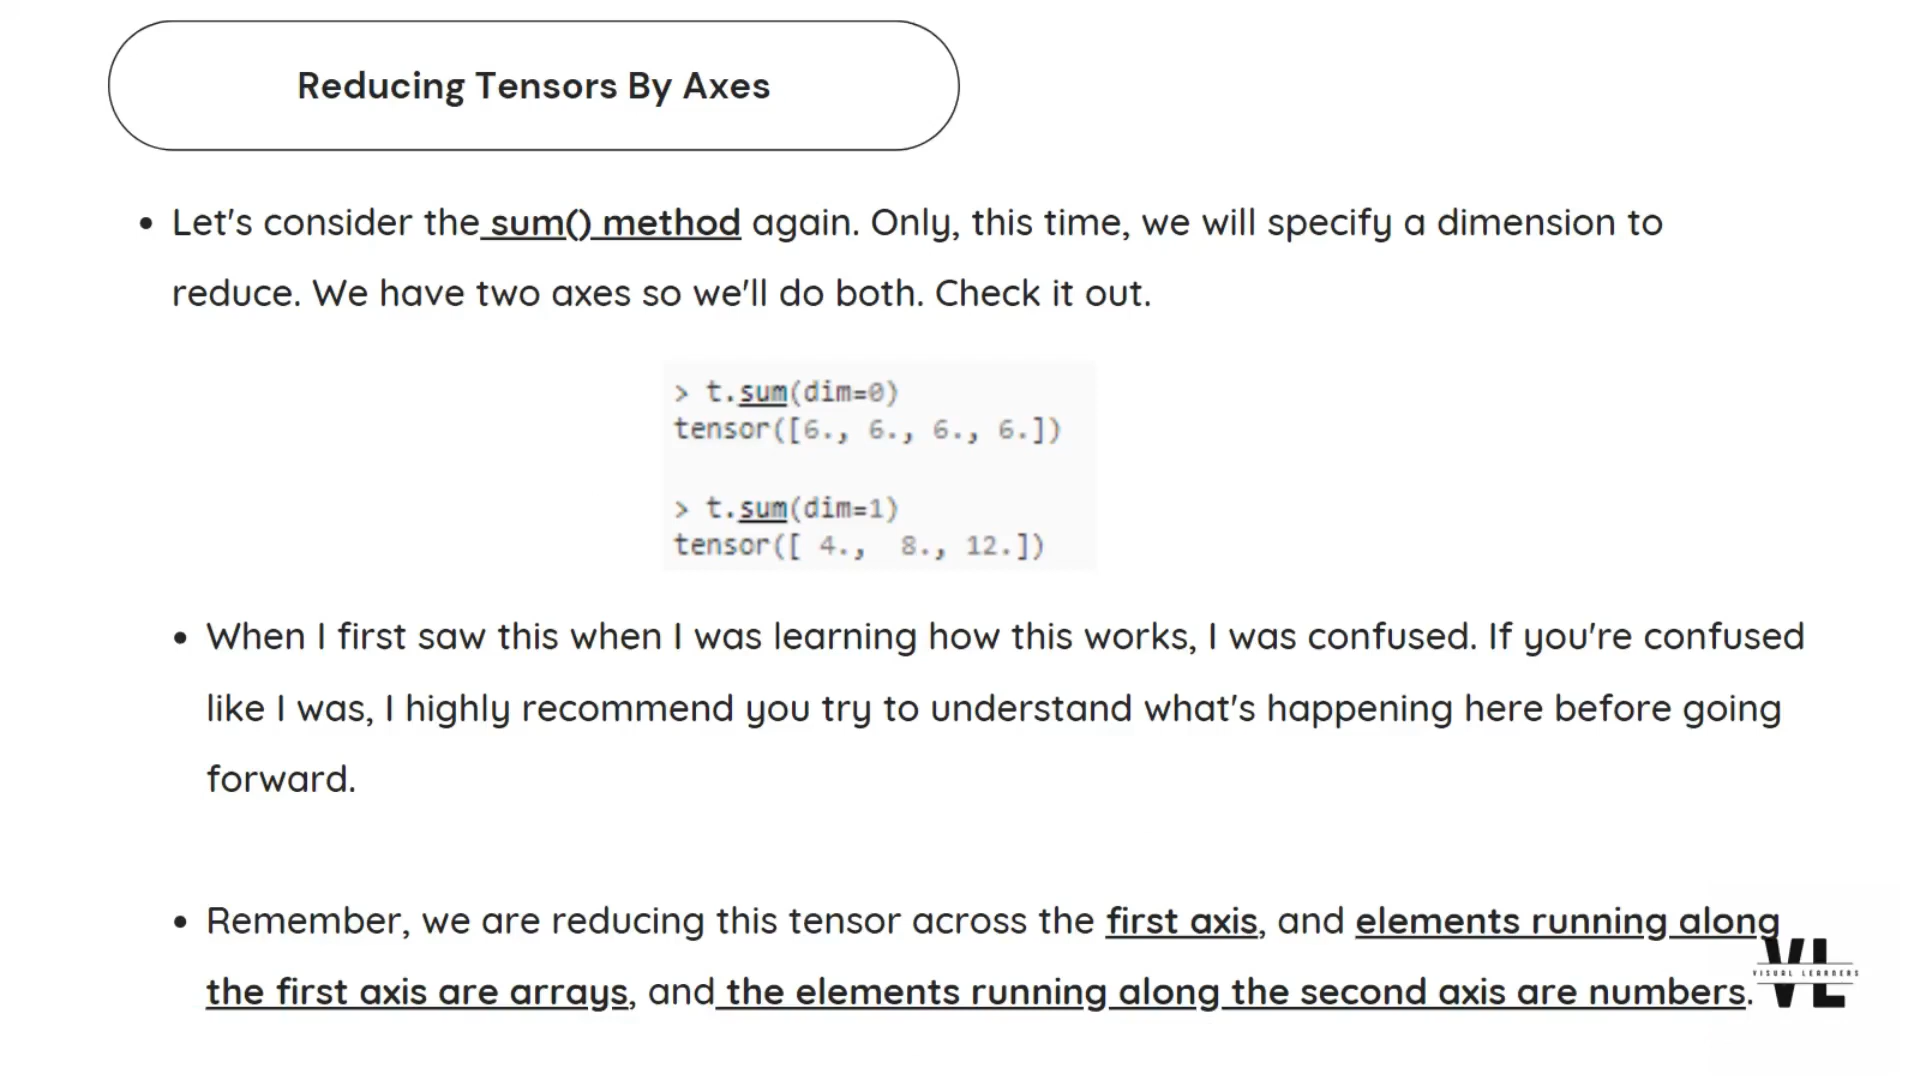 Reducing Tensors By Axes
• Let's consider the sum() method again. Only, this time, we will specify a dimension to
reduce. We have two axes so we'll do both. Check it out.
> t.sum(dim=0)
tensor([6., 6., 6., 6.])
> t.sum(dim=1)
tensor([ 4.,  8., 12.])
• When I first saw this when I was learning how this works, I was confused. If you're confused
like I was, I highly recommend you try to understand what's happening here before going
forward.
• Remember, we are reducing this tensor across the first axis, and elements running along
the first axis are arrays, and the elements running along the second axis are numbers.
VL
VISUAL LEARNERS